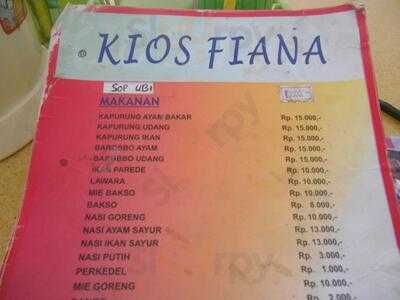 KIOS FIANA
SOP UBI
MAKANAN
KAPURUNG AYAM BAKAR Rp. 15.000,-
KAPURUNG UDANG Rp. 15.000,-
KAPURUNG IKAN Rp. 15.000,-
BAROBBO AYAM Rp. 15.000,-
BAROBBO UDANG Rp. 15.000,-
IKAN PAREDE Rp. 10.000,-
LAWARA Rp. 10.000,-
MIE BAKSO Rp. 10.000,-
BAKSO Rp. 8.000,-
NASI GORENG Rp. 10.000,-
NASI AYAM SAYUR Rp. 13.000,-
NASI IKAN SAYUR Rp. 13.000,-
NASI PUTIH Rp. 3.000,-
PERKEDEL Rp. 1.000,-
MIE GORENG Rp. 10.000,-